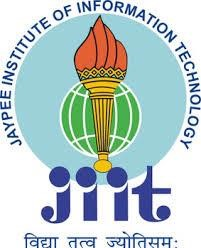 JAYPEE INSTITUTE OF INFORMATION TECHNOLOGY
jiit
विद्या तत्व ज्योतिसमः